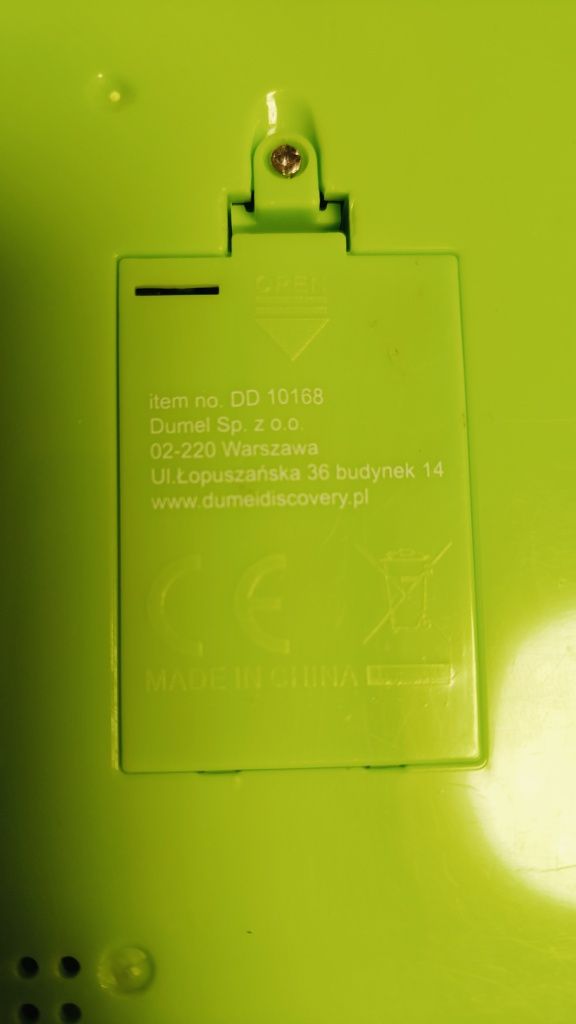 OPEN
item no. DD 10168
Dumel Sp. z o.o.
02-220 Warszawa
Ul.Łopuszańska 36 budynek 14
www.dumeldiscovery.pl
CE
MADE IN CHINA